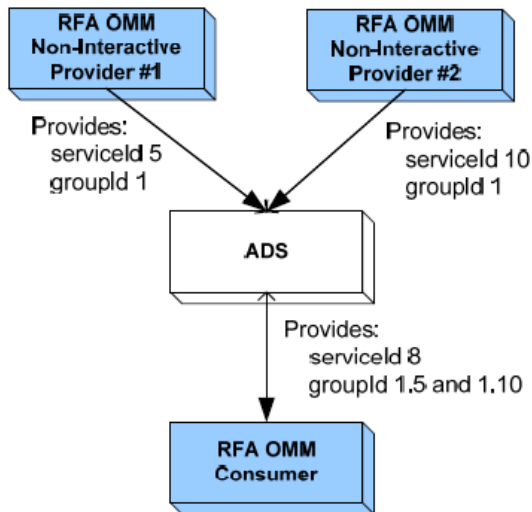 RFA OMM
Non-Interactive
Provider #1
RFA OMM
Non-Interactive
Provider #2
Provides:
serviceId 5
groupId 1
Provides:
serviceId 10
groupId 1
ADS
Provides:
serviceId 8
groupId 1.5 and 1.10
RFA OMM
Consumer